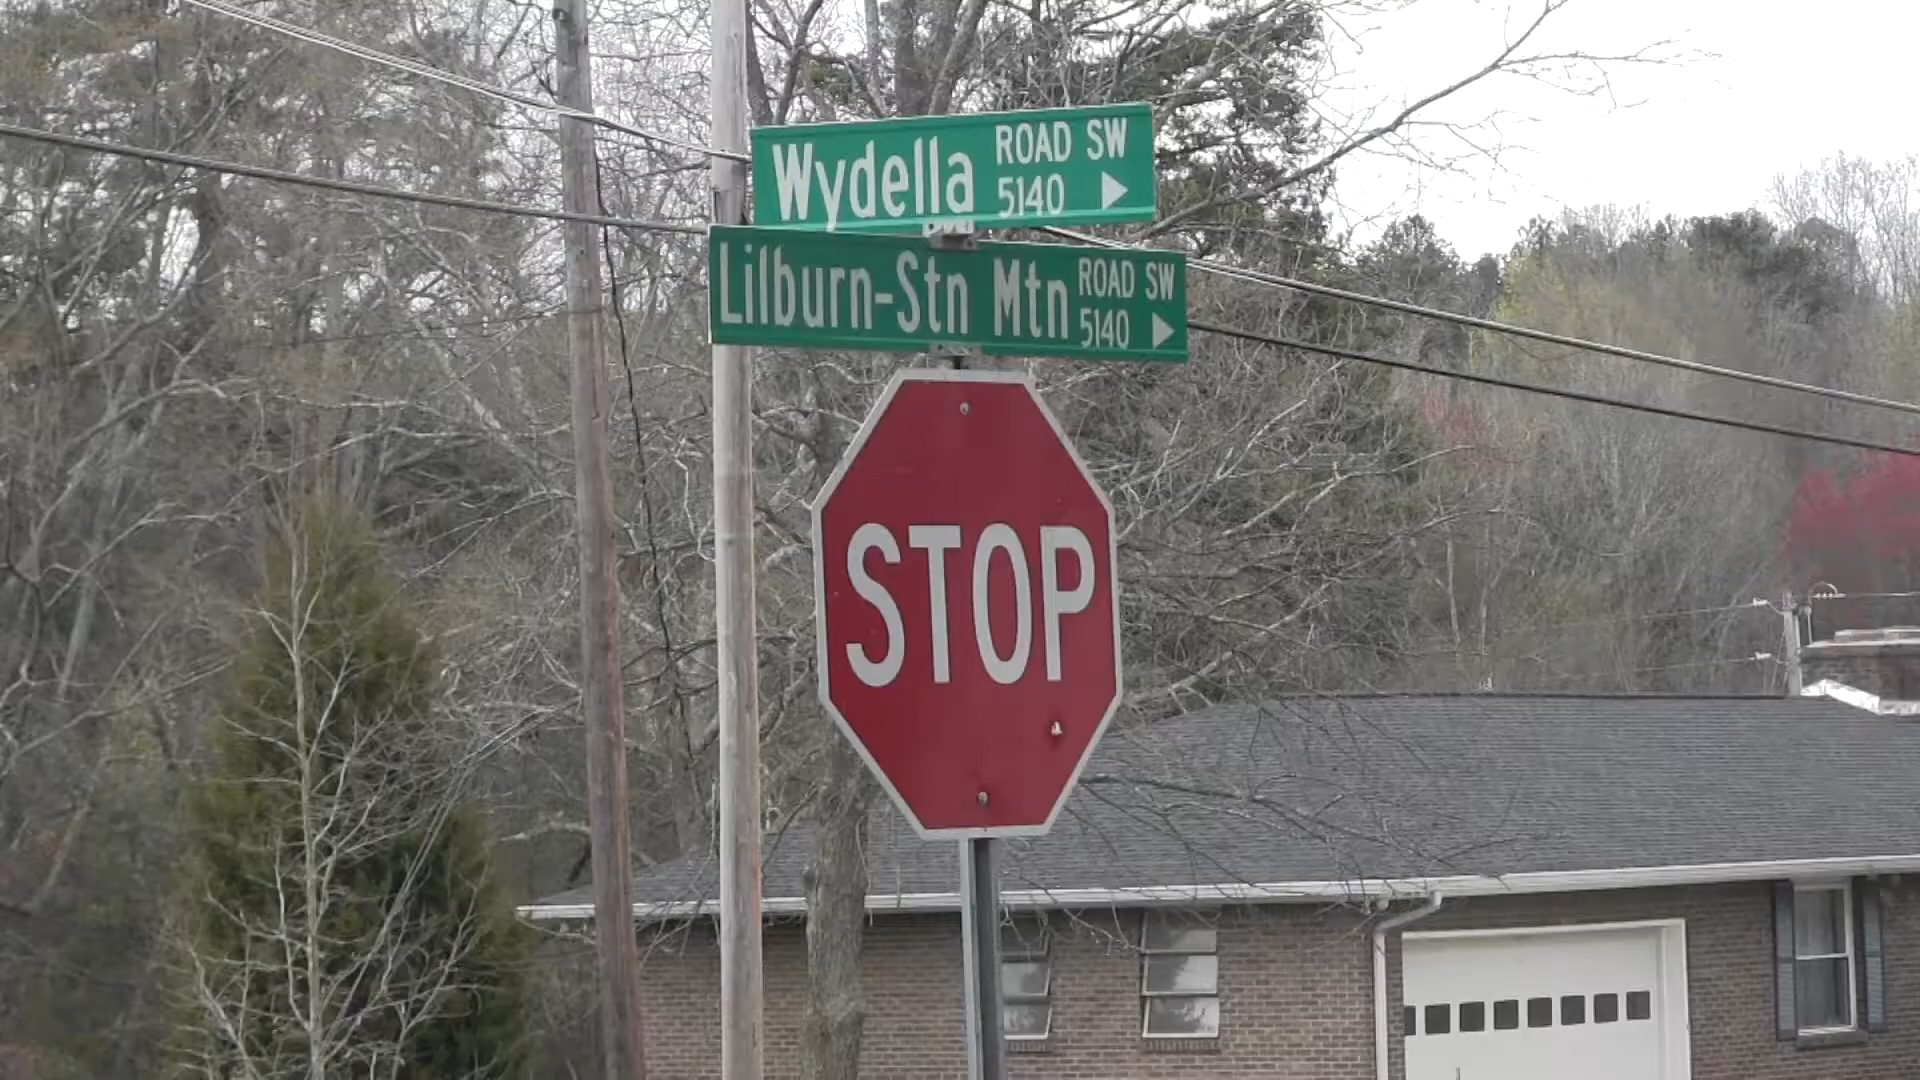 Wydella ROAD SW
5140
Lilburn-Stn Mtn ROAD SW
5140
STOP